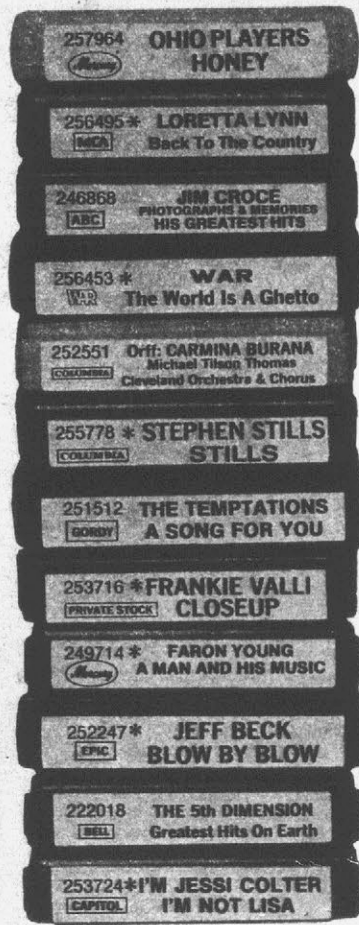 257964 OHIO PLAYERS
Mercury HONEY
256495* LORETTA LYNN
MCA Back To The Country
246868 JIM CROCE
PHOTOGRAPHS & MEMORIES
ABC HIS GREATEST HITS
256453* WAR
The World Is A Ghetto
252551 Orff: CARMINA BURANA
Michael Tilson Thomas
COLUMBIA Cleveland Orchestra & Chorus
255778 * STEPHEN STILLS
COLUMBIA STILLS
251512 THE TEMPTATIONS
GORDY A SONG FOR YOU
253716 *FRANKIE VALLI
PRIVATE STOCK CLOSEUP
249714* FARON YOUNG
Mercury A MAN AND HIS MUSIC
252247* JEFF BECK
EPIC BLOW BY BLOW
222018 THE 5th DIMENSION
BELL Greatest Hits On Earth
253724*I'M JESSI COLTER
CAPITOL I'M NOT LISA